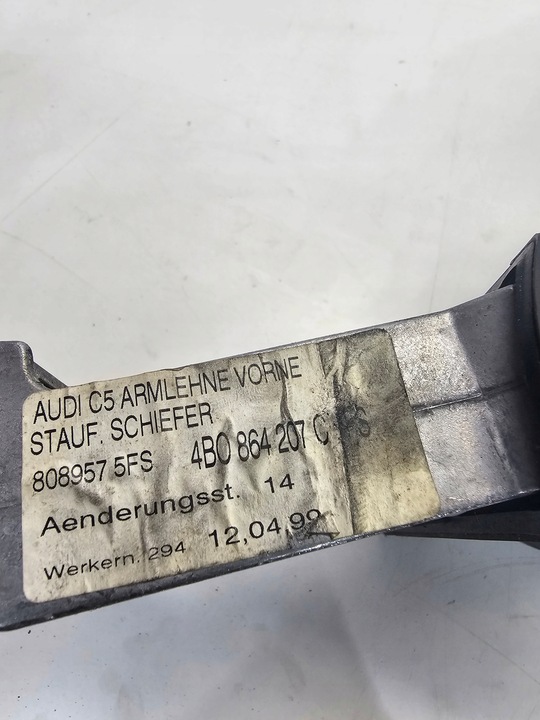 AUDI C5 ARMLEHNE VORNE
STAUF. SCHIEFER
808957 5FS 4B0 864 207 C
Aenderungsst. 14
Werkern. 294 12,04,99